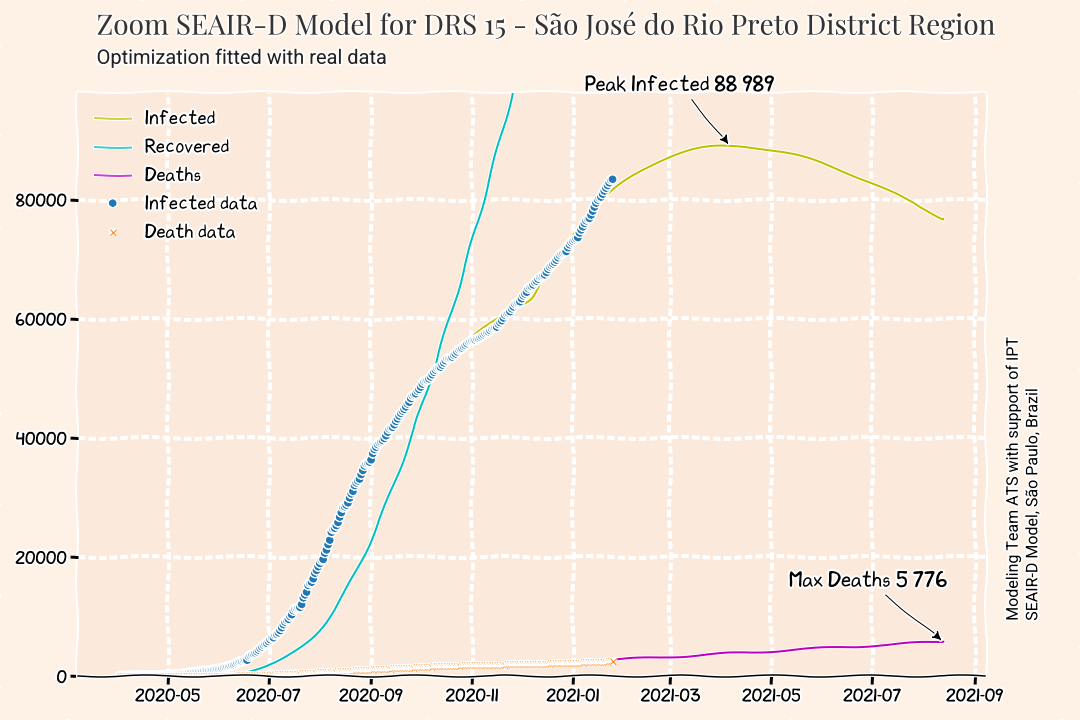 Zoom SEAIR-D Model for DRS 15 - São José do Rio Preto District Region
Optimization fitted with real data
Peak Infected 88 989
Infected
Recovered
Deaths
Infected data
Death data
80000
60000
40000
20000
0
Max Deaths 5 776
2020-05 2020-07 2020-09 2020-11 2021-01 2021-03 2021-05 2021-07 2021-09
Modeling Team ATS with support of IPT
SEAIR-D Model, São Paulo, Brazil